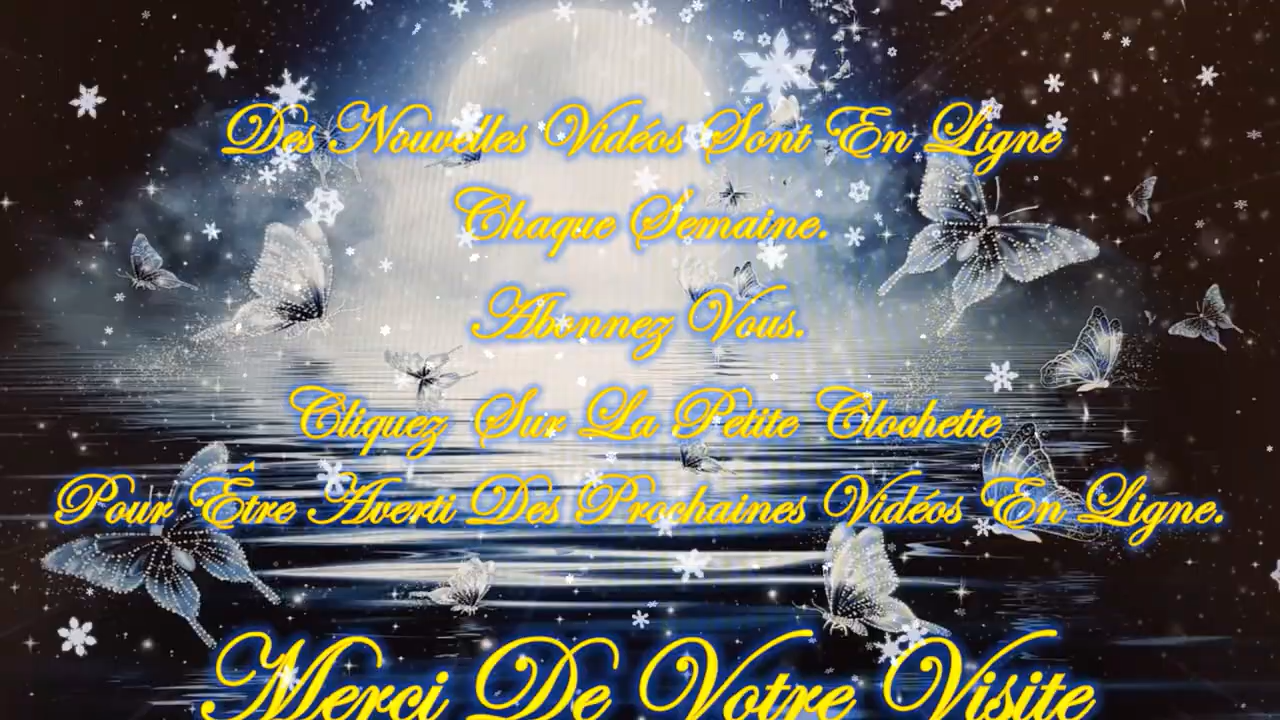 Des Nouvelles Vidéos Sont En Ligne
Chaque Semaine.
Abonnez Vous.
Cliquez Sur La Petite Clochette
Pour Être Averti Des Prochaines Vidéos En Ligne.
Merci De Votre Visite